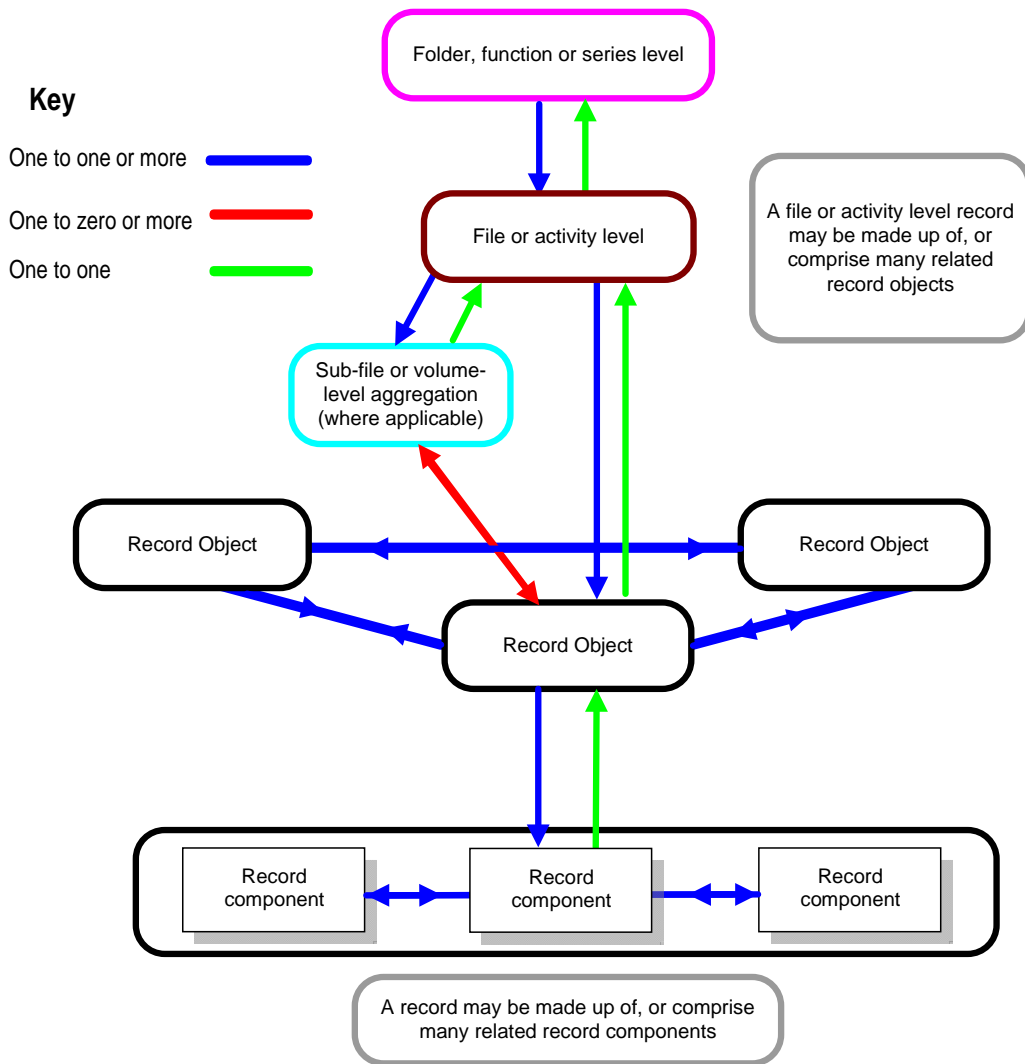 Folder, function or series level
Key
One to one or more
One to zero or more
One to one
File or activity level
A file or activity level record
may be made up of, or
comprise many related
record objects
Sub-file or volume-
level aggregation
(where applicable)
Record Object
Record Object
Record Object
Record
component
Record
component
Record
component
A record may be made up of, or comprise
many related record components